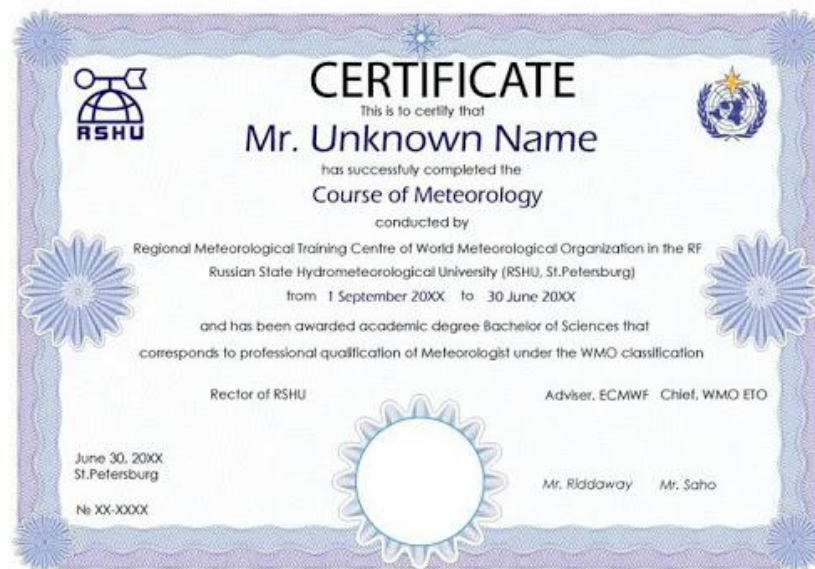 RSHU
CERTIFICATE
This is to certify that
Mr. Unknown Name
has successfuly completed the
Course of Meteorology
conducted by
Regional Meteorological Training Centre of World Meteorological Organization in the RF
Russian State Hydrometeorological University (RSHU, St.Petersburg)
from 1 September 20XX to 30 June 20XX
and has been awarded academic degree Bachelor of Sciences that
corresponds to professional qualification of Meteorologist under the WMO classification
Rector of RSHU Adviser, ECMWF Chief, WMO ETO
June 30, 20XX
St.Petersburg
Mr. Riddaway Mr. Saho
№ XX-XXXX